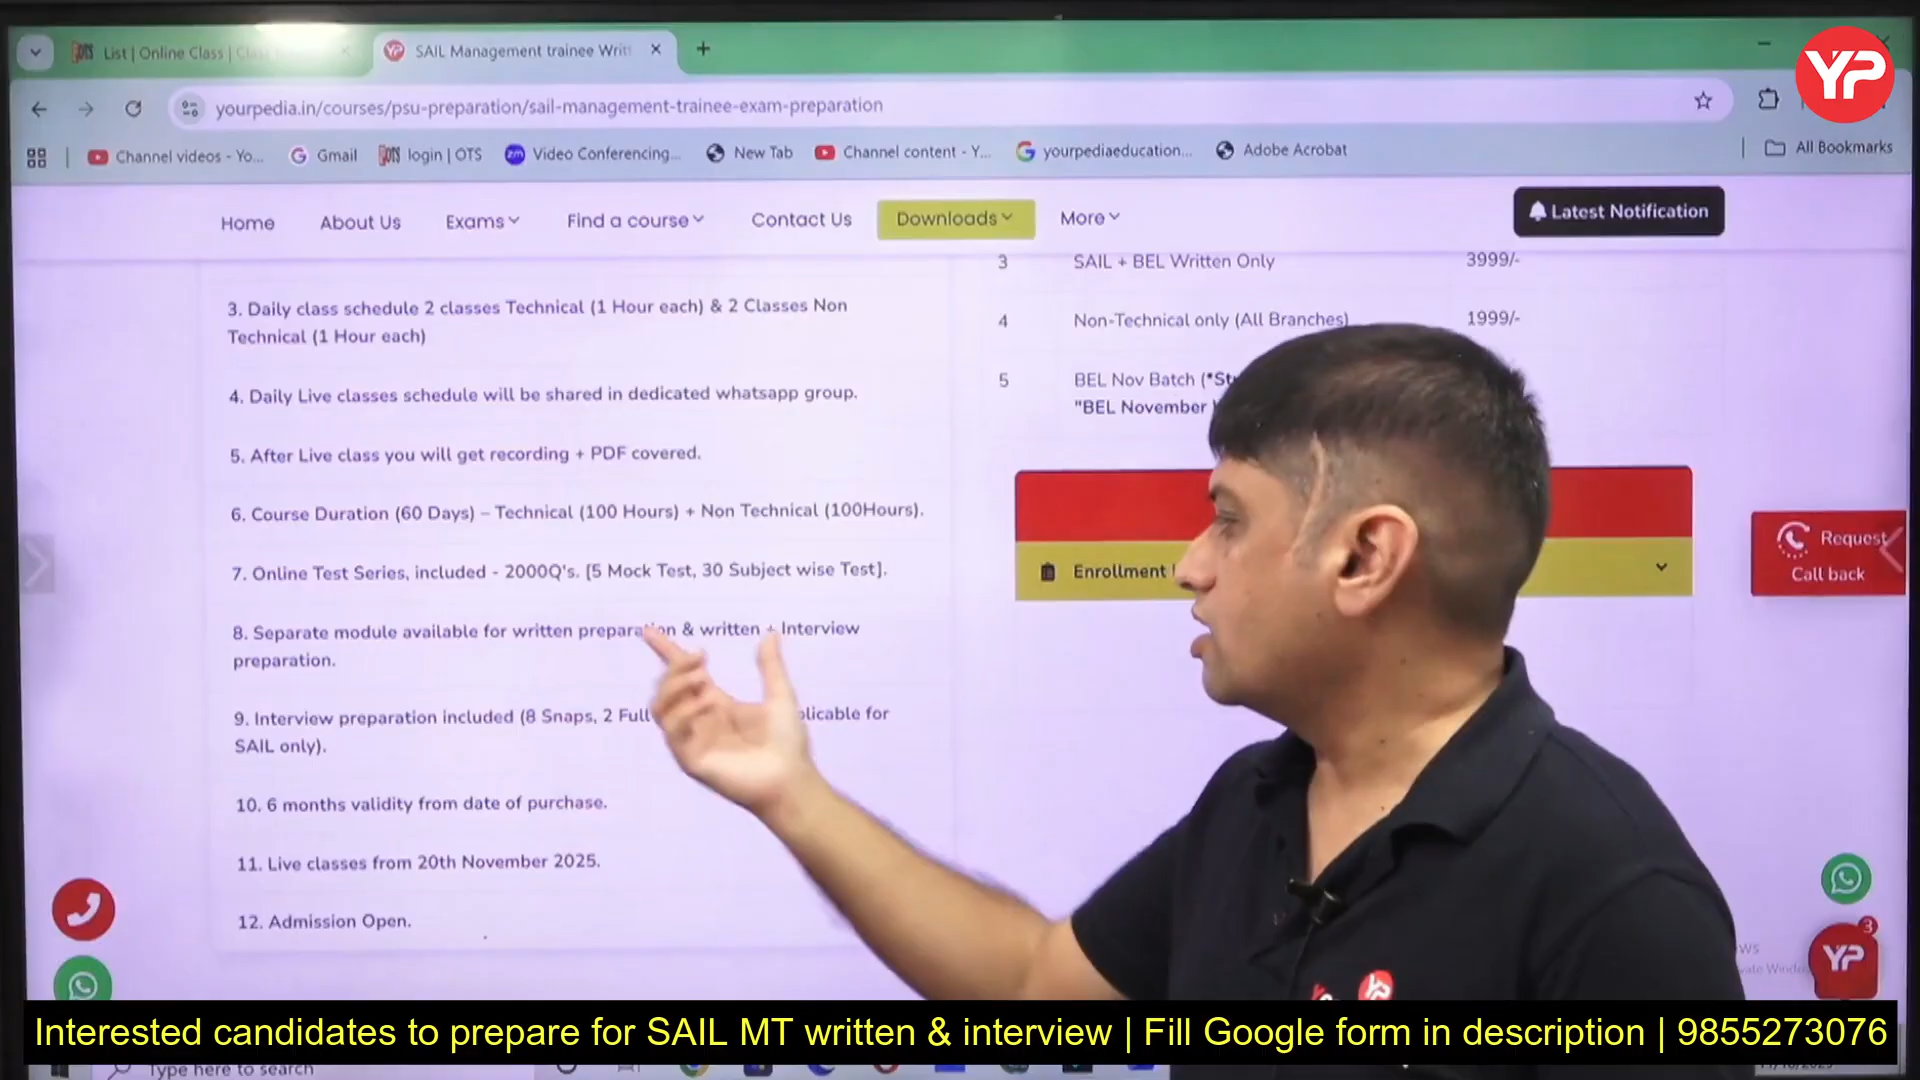 List | Online Class |
SAIL Management trainee Writ
YP
yourpedia.in/courses/psu-preparation/sail-management-trainee-exam-preparation
Channel videos - Yo...
Gmail
login | OTS
Video Conferencing...
New Tab
Channel content - Y...
yourpediaeducation...
Adobe Acrobat
All Bookmarks
Home
About Us
Exams
Find a course
Contact Us
Downloads
More
Latest Notification
3 SAIL + BEL Written Only 3999/-
4 Non-Technical only (All Branches) 1999/-
5 BEL Nov Batch
"BEL November
Enrollment
Request
Call back
3. Daily class schedule 2 classes Technical (1 Hour each) & 2 Classes Non
Technical (1 Hour each)
4. Daily Live classes schedule will be shared in dedicated whatsapp group.
5. After Live class you will get recording + PDF covered.
6. Course Duration (60 Days) – Technical (100 Hours) + Non Technical (100Hours).
7. Online Test Series, included - 2000Q's. [5 Mock Test, 30 Subject wise Test].
8. Separate module available for written preparation & written + Interview
preparation.
9. Interview preparation included (8 Snaps, 2 Full plicable for
SAIL only).
10. 6 months validity from date of purchase.
11. Live classes from 20th November 2025.
12. Admission Open.
3
YP
YP
Interested candidates to prepare for SAIL MT written & interview | Fill Google form in description | 9855273076
Type here to search